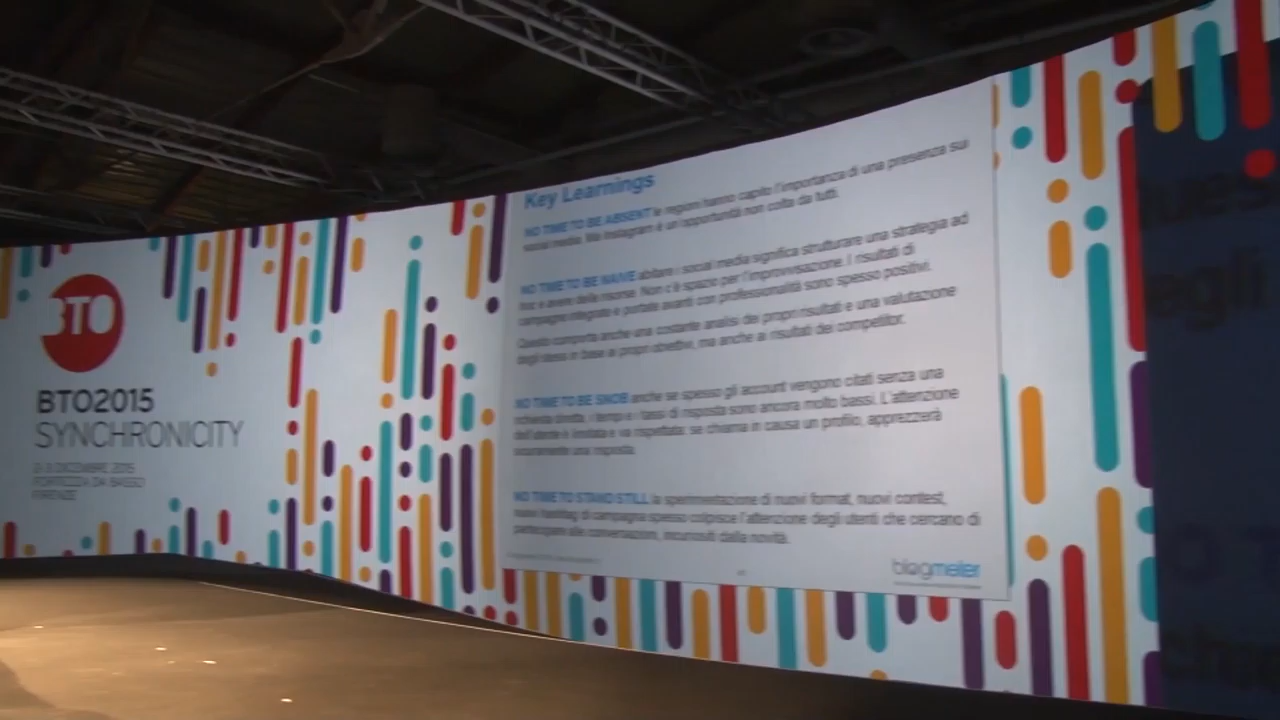 BTO
BTO2015
SYNCHRONICITY
2-3 DICEMBRE 2015
FORTEZZA DA BASSO
FIRENZE
Key Learnings
NO TIME TO BE ABSENT le regioni hanno capito l'importanza di una presenza sui
social media. Ma Instagram è un'opportunità non colta da tutti.
NO TIME TO BE NAIVE abitare i social media significa strutturare una strategia ad
hoc e avere delle risorse. Non c'è spazio per l'improvvisazione. I risultati di
campagne integrate e portate avanti con professionalità sono spesso positivi.
Questo comporta anche una costante analisi dei propri risultati e una valutazione
degli stessi in base ai propri obiettivi, ma anche ai risultati dei competitor.
NO TIME TO BE SNOB anche se spesso gli account vengono citati senza una
richiesta diretta, i tempi e i tassi di risposta sono ancora molto bassi. L'attenzione
dell'utente è limitata e va rispettata: se chiama in causa un profilo, apprezzerà
sicuramente una risposta.
NO TIME TO STAND STILL la sperimentazione di nuovi format, nuovi contest,
nuovi hashtag di campagna spesso colpisce l'attenzione degli utenti che cercano di
partecipare alle conversazioni, incuriositi dalla novità.
blogmeter